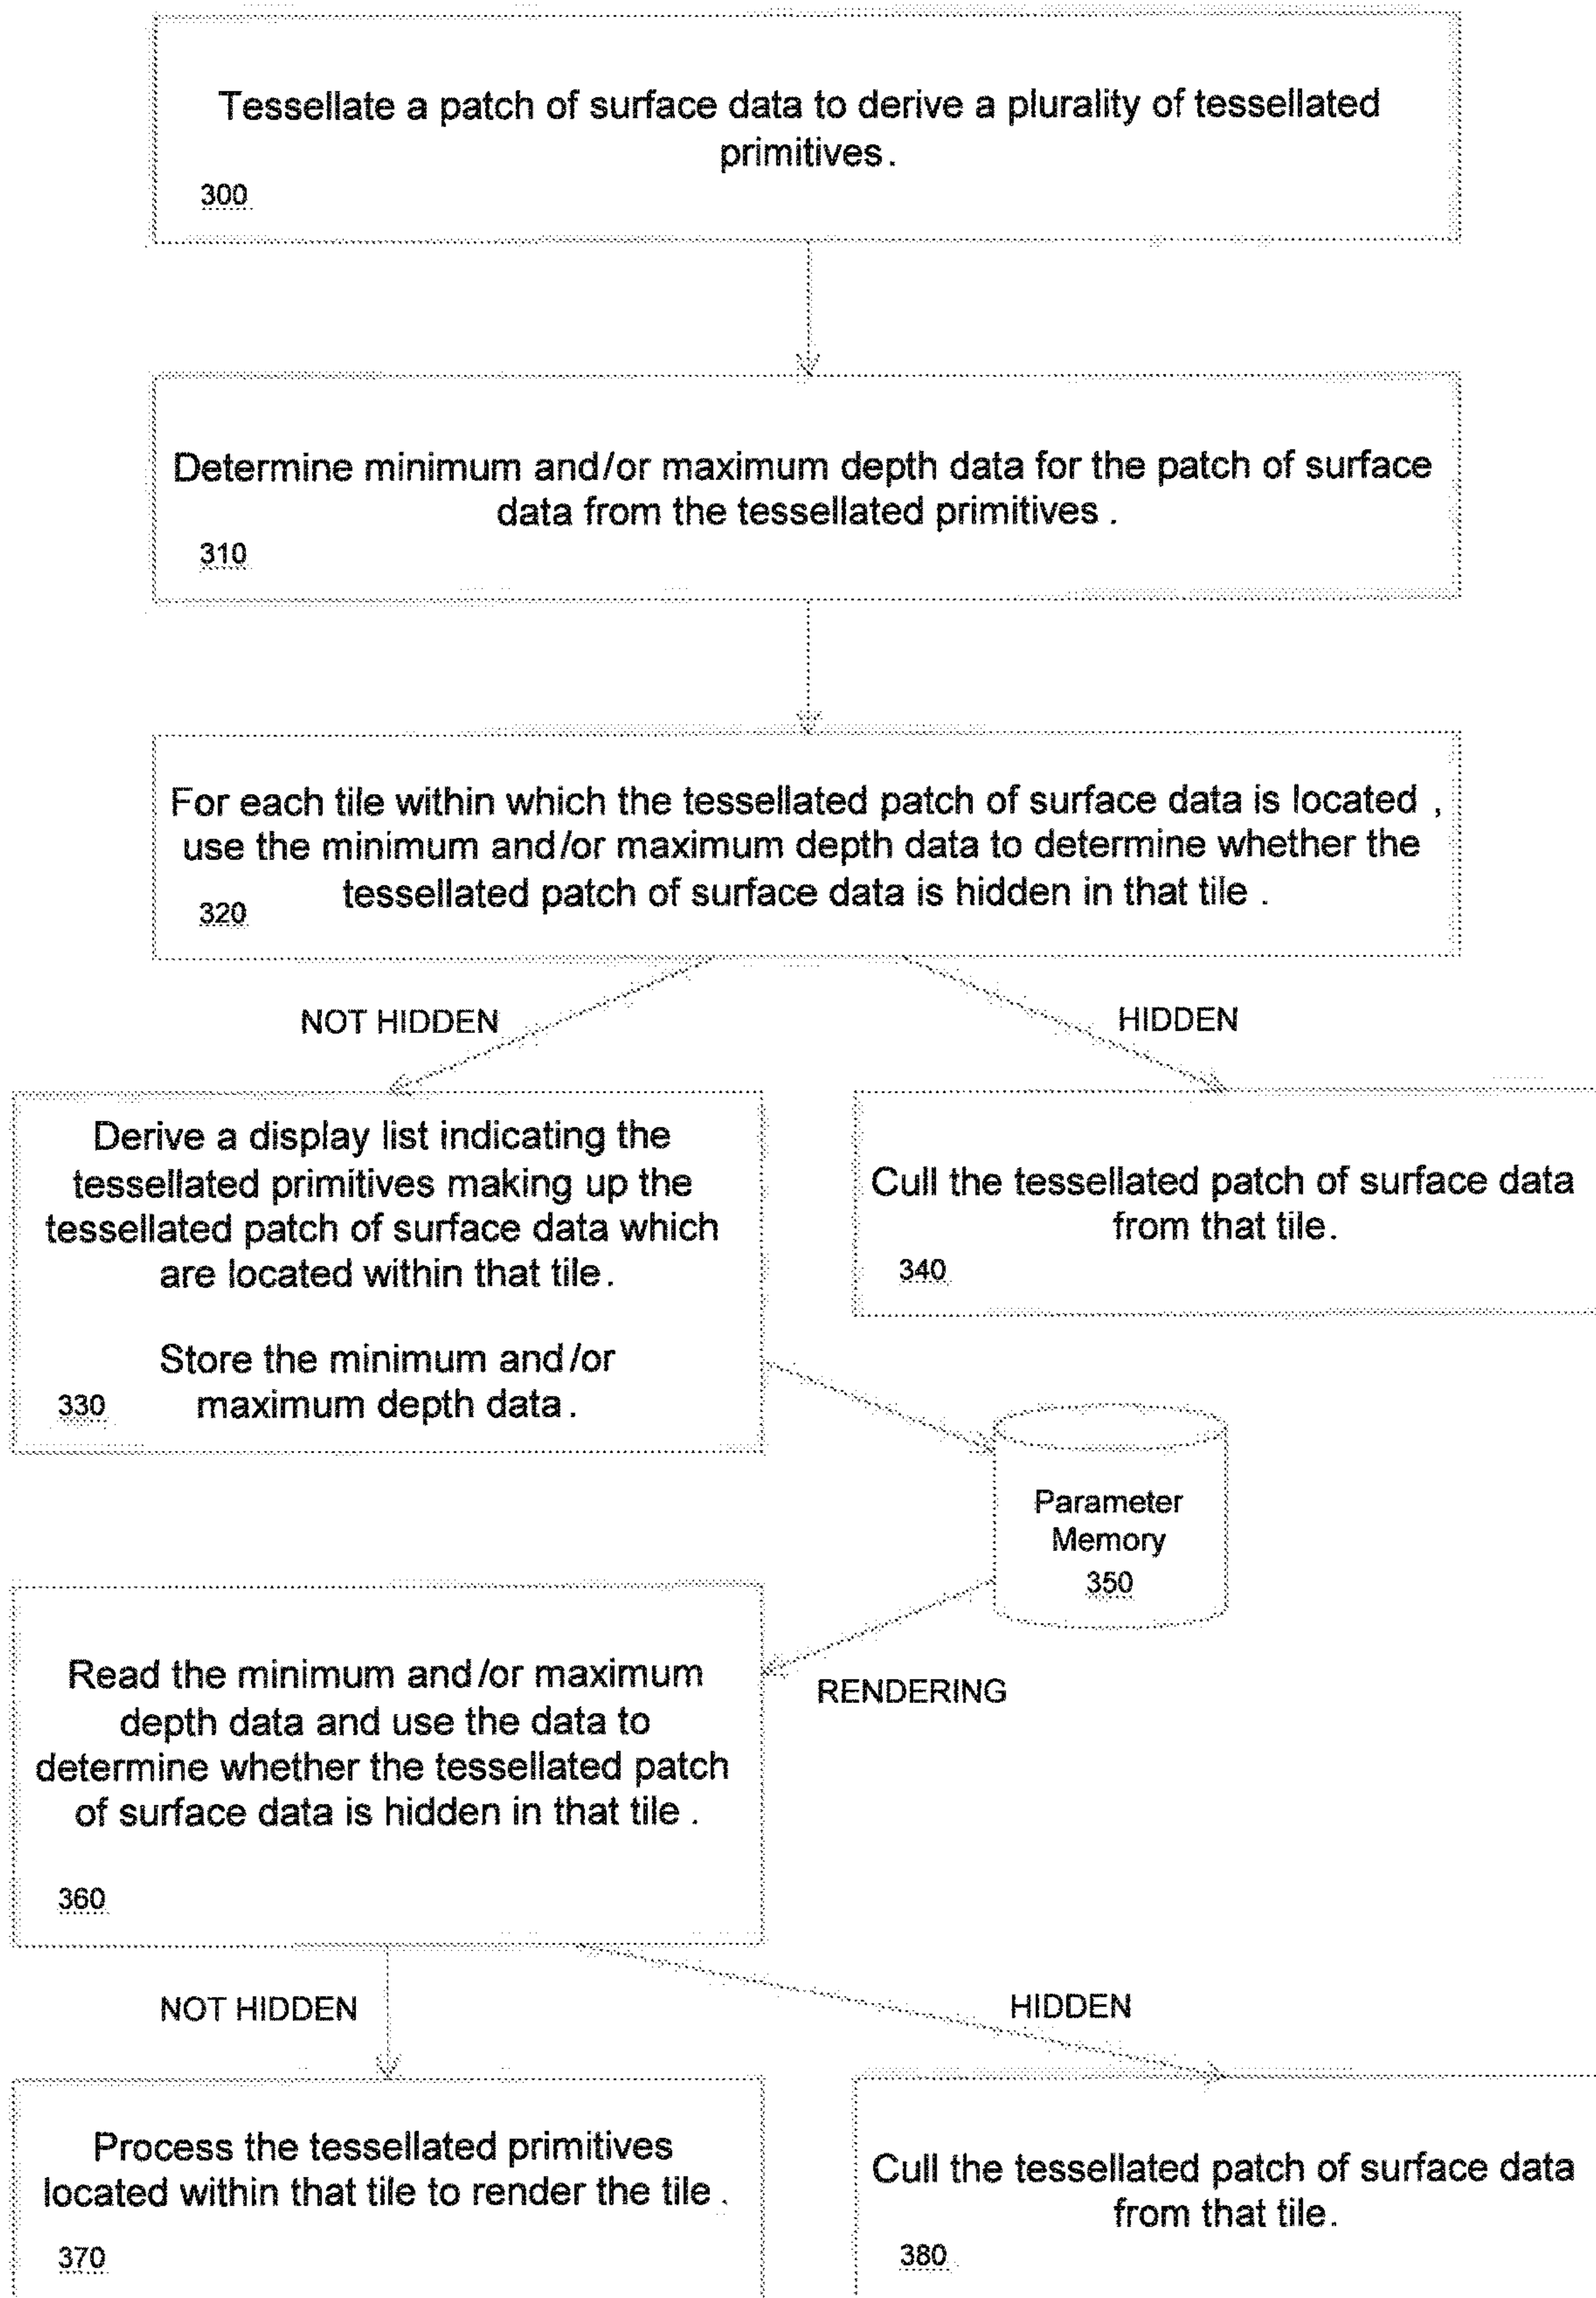 Tessellate a patch of surface data to derive a plurality of tessellated
primitives.
300
Determine minimum and/or maximum depth data for the patch of surface
data from the tessellated primitives .
310
For each tile within which the tessellated patch of surface data is located ,
use the minimum and/or maximum depth data to determine whether the
tessellated patch of surface data is hidden in that tile .
320
NOT HIDDEN
HIDDEN
Derive a display list indicating the
tessellated primitives making up the
tessellated patch of surface data which
are located within that tile.
Store the minimum and/or
maximum depth data.
330
Cull the tessellated patch of surface data
from that tile.
340
Parameter
Memory
350
RENDERING
Read the minimum and/or maximum
depth data and use the data to
determine whether the tessellated patch
of surface data is hidden in that tile .
360
NOT HIDDEN
HIDDEN
Process the tessellated primitives
located within that tile to render the tile .
370
Cull the tessellated patch of surface data
from that tile.
380